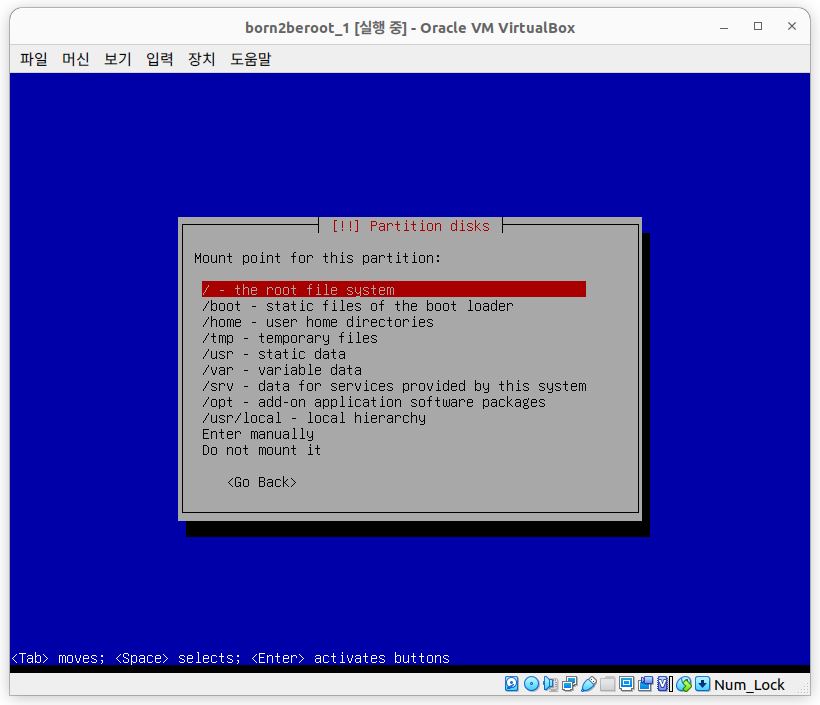 born2beroot_1 [실행 중] - Oracle VM VirtualBox
파일 머신 보기 입력 장치 도움말
[!!] Partition disks
Mount point for this partition:
/ - the root file system
/boot - static files of the boot loader
/home - user home directories
/tmp - temporary files
/usr - static data
/var - variable data
/srv - data for services provided by this system
/opt - add-on application software packages
/usr/local - local hierarchy
Enter manually
Do not mount it
<Go Back>
<Tab> moves; <Space> selects; <Enter> activates buttons
Num_Lock